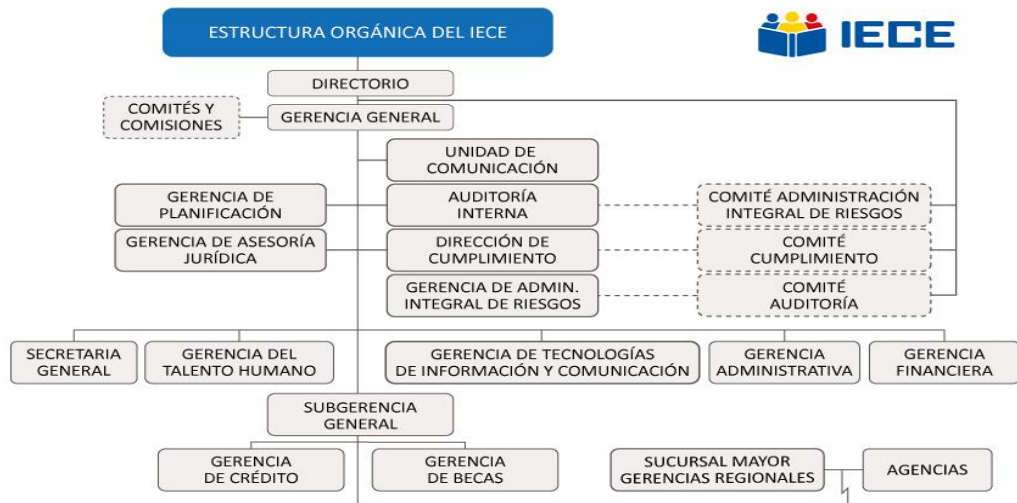 ESTRUCTURA ORGÁNICA DEL IECE
IECE
DIRECTORIO
COMITÉS Y
COMISIONES
GERENCIA GENERAL
UNIDAD DE
COMUNICACIÓN
GERENCIA DE
PLANIFICACIÓN
AUDITORÍA
INTERNA
COMITÉ ADMINISTRACIÓN
INTEGRAL DE RIESGOS
GERENCIA DE ASESORÍA
JURÍDICA
DIRECCIÓN DE
CUMPLIMIENTO
COMITÉ
CUMPLIMIENTO
GERENCIA DE ADMIN.
INTEGRAL DE RIESGOS
COMITÉ
AUDITORÍA
SECRETARIA
GENERAL
GERENCIA DEL
TALENTO HUMANO
GERENCIA DE TECNOLOGÍAS
DE INFORMACIÓN Y COMUNICACIÓN
GERENCIA
ADMINISTRATIVA
GERENCIA
FINANCIERA
SUBGERENCIA
GENERAL
GERENCIA
DE CRÉDITO
GERENCIA
DE BECAS
SUCURSAL MAYOR
GERENCIAS REGIONALES
AGENCIAS